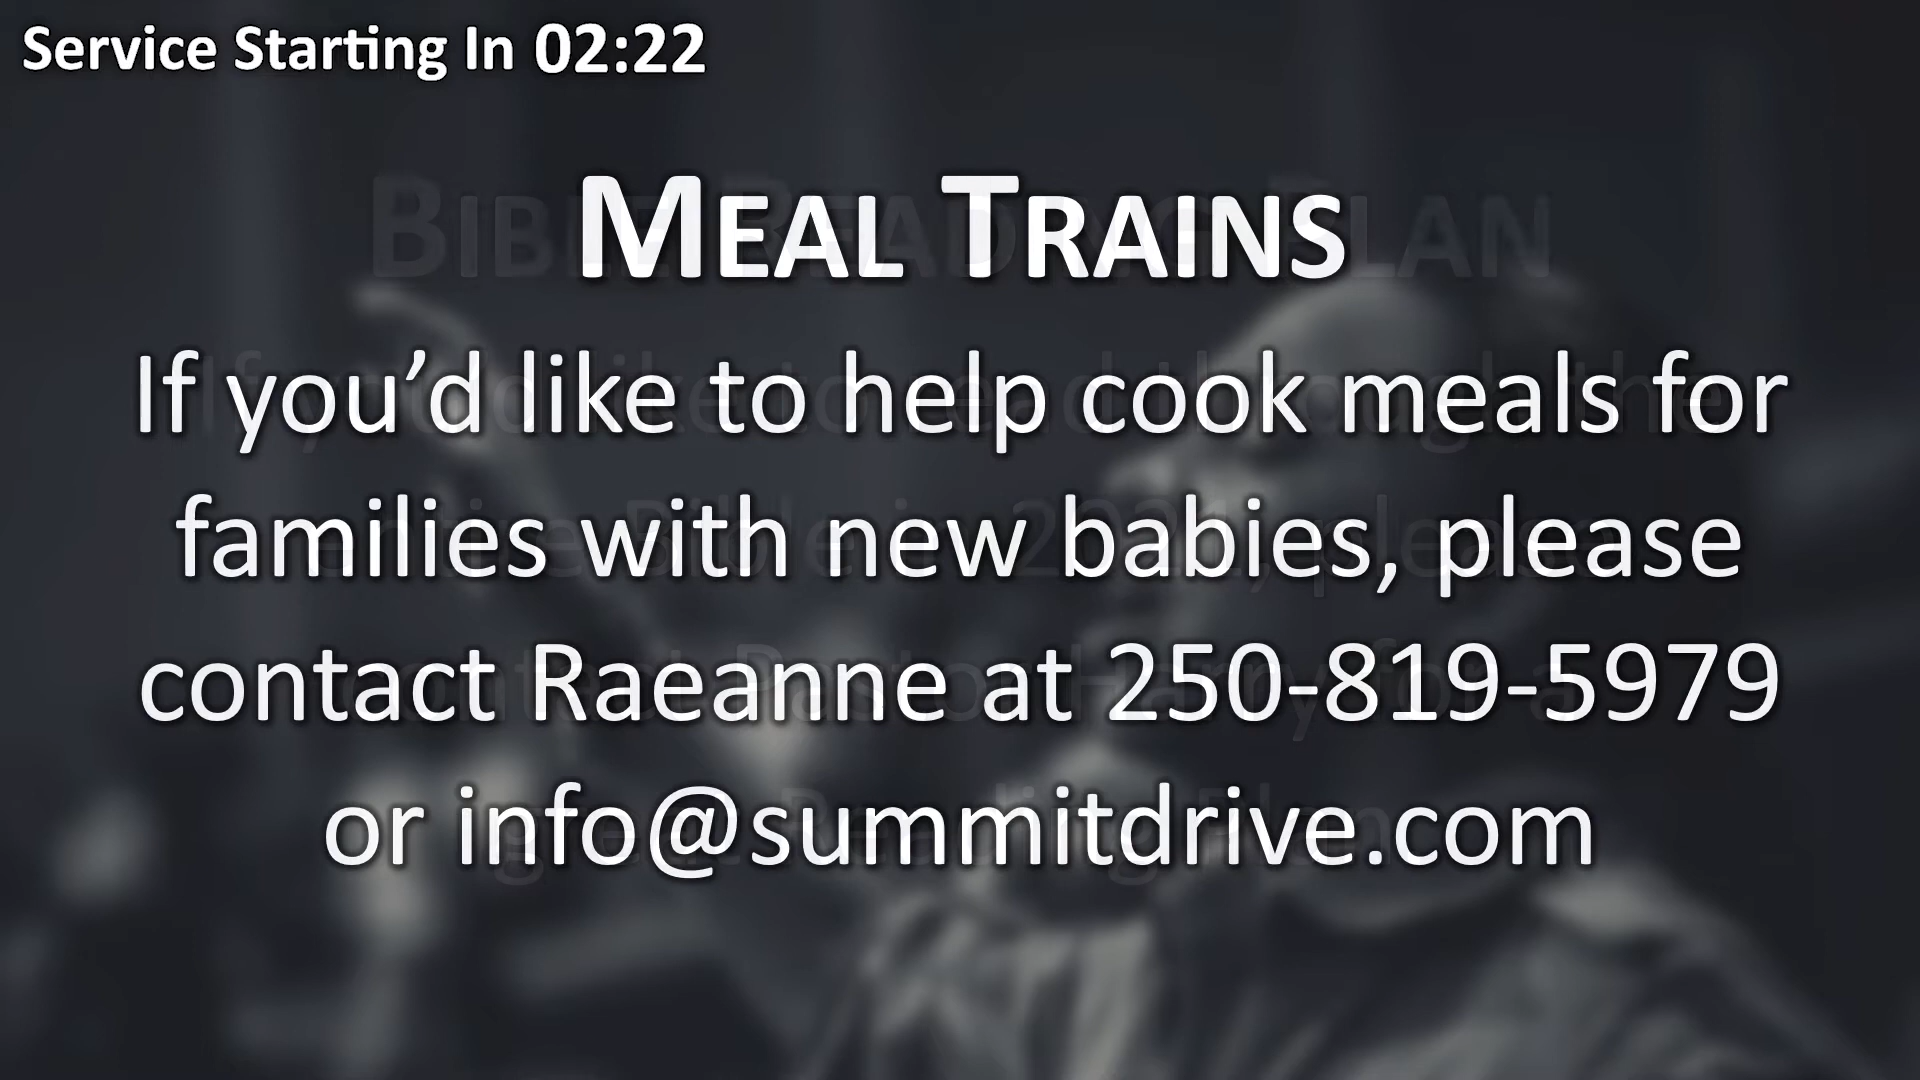 Service Starting In 02:22
MEAL TRAINS
If you’d like to help cook meals for
families with new babies, please
contact Raeanne at 250-819-5979
or info@summitdrive.com